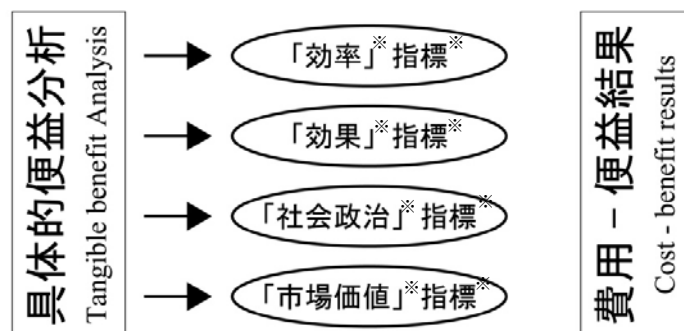 具体的便益分析
Tangible benefit Analysis
「効率」※指標※
「効果」※指標※
「社会政治」※指標※
「市場価値」※指標※
費用－便益結果
Cost - benefit results